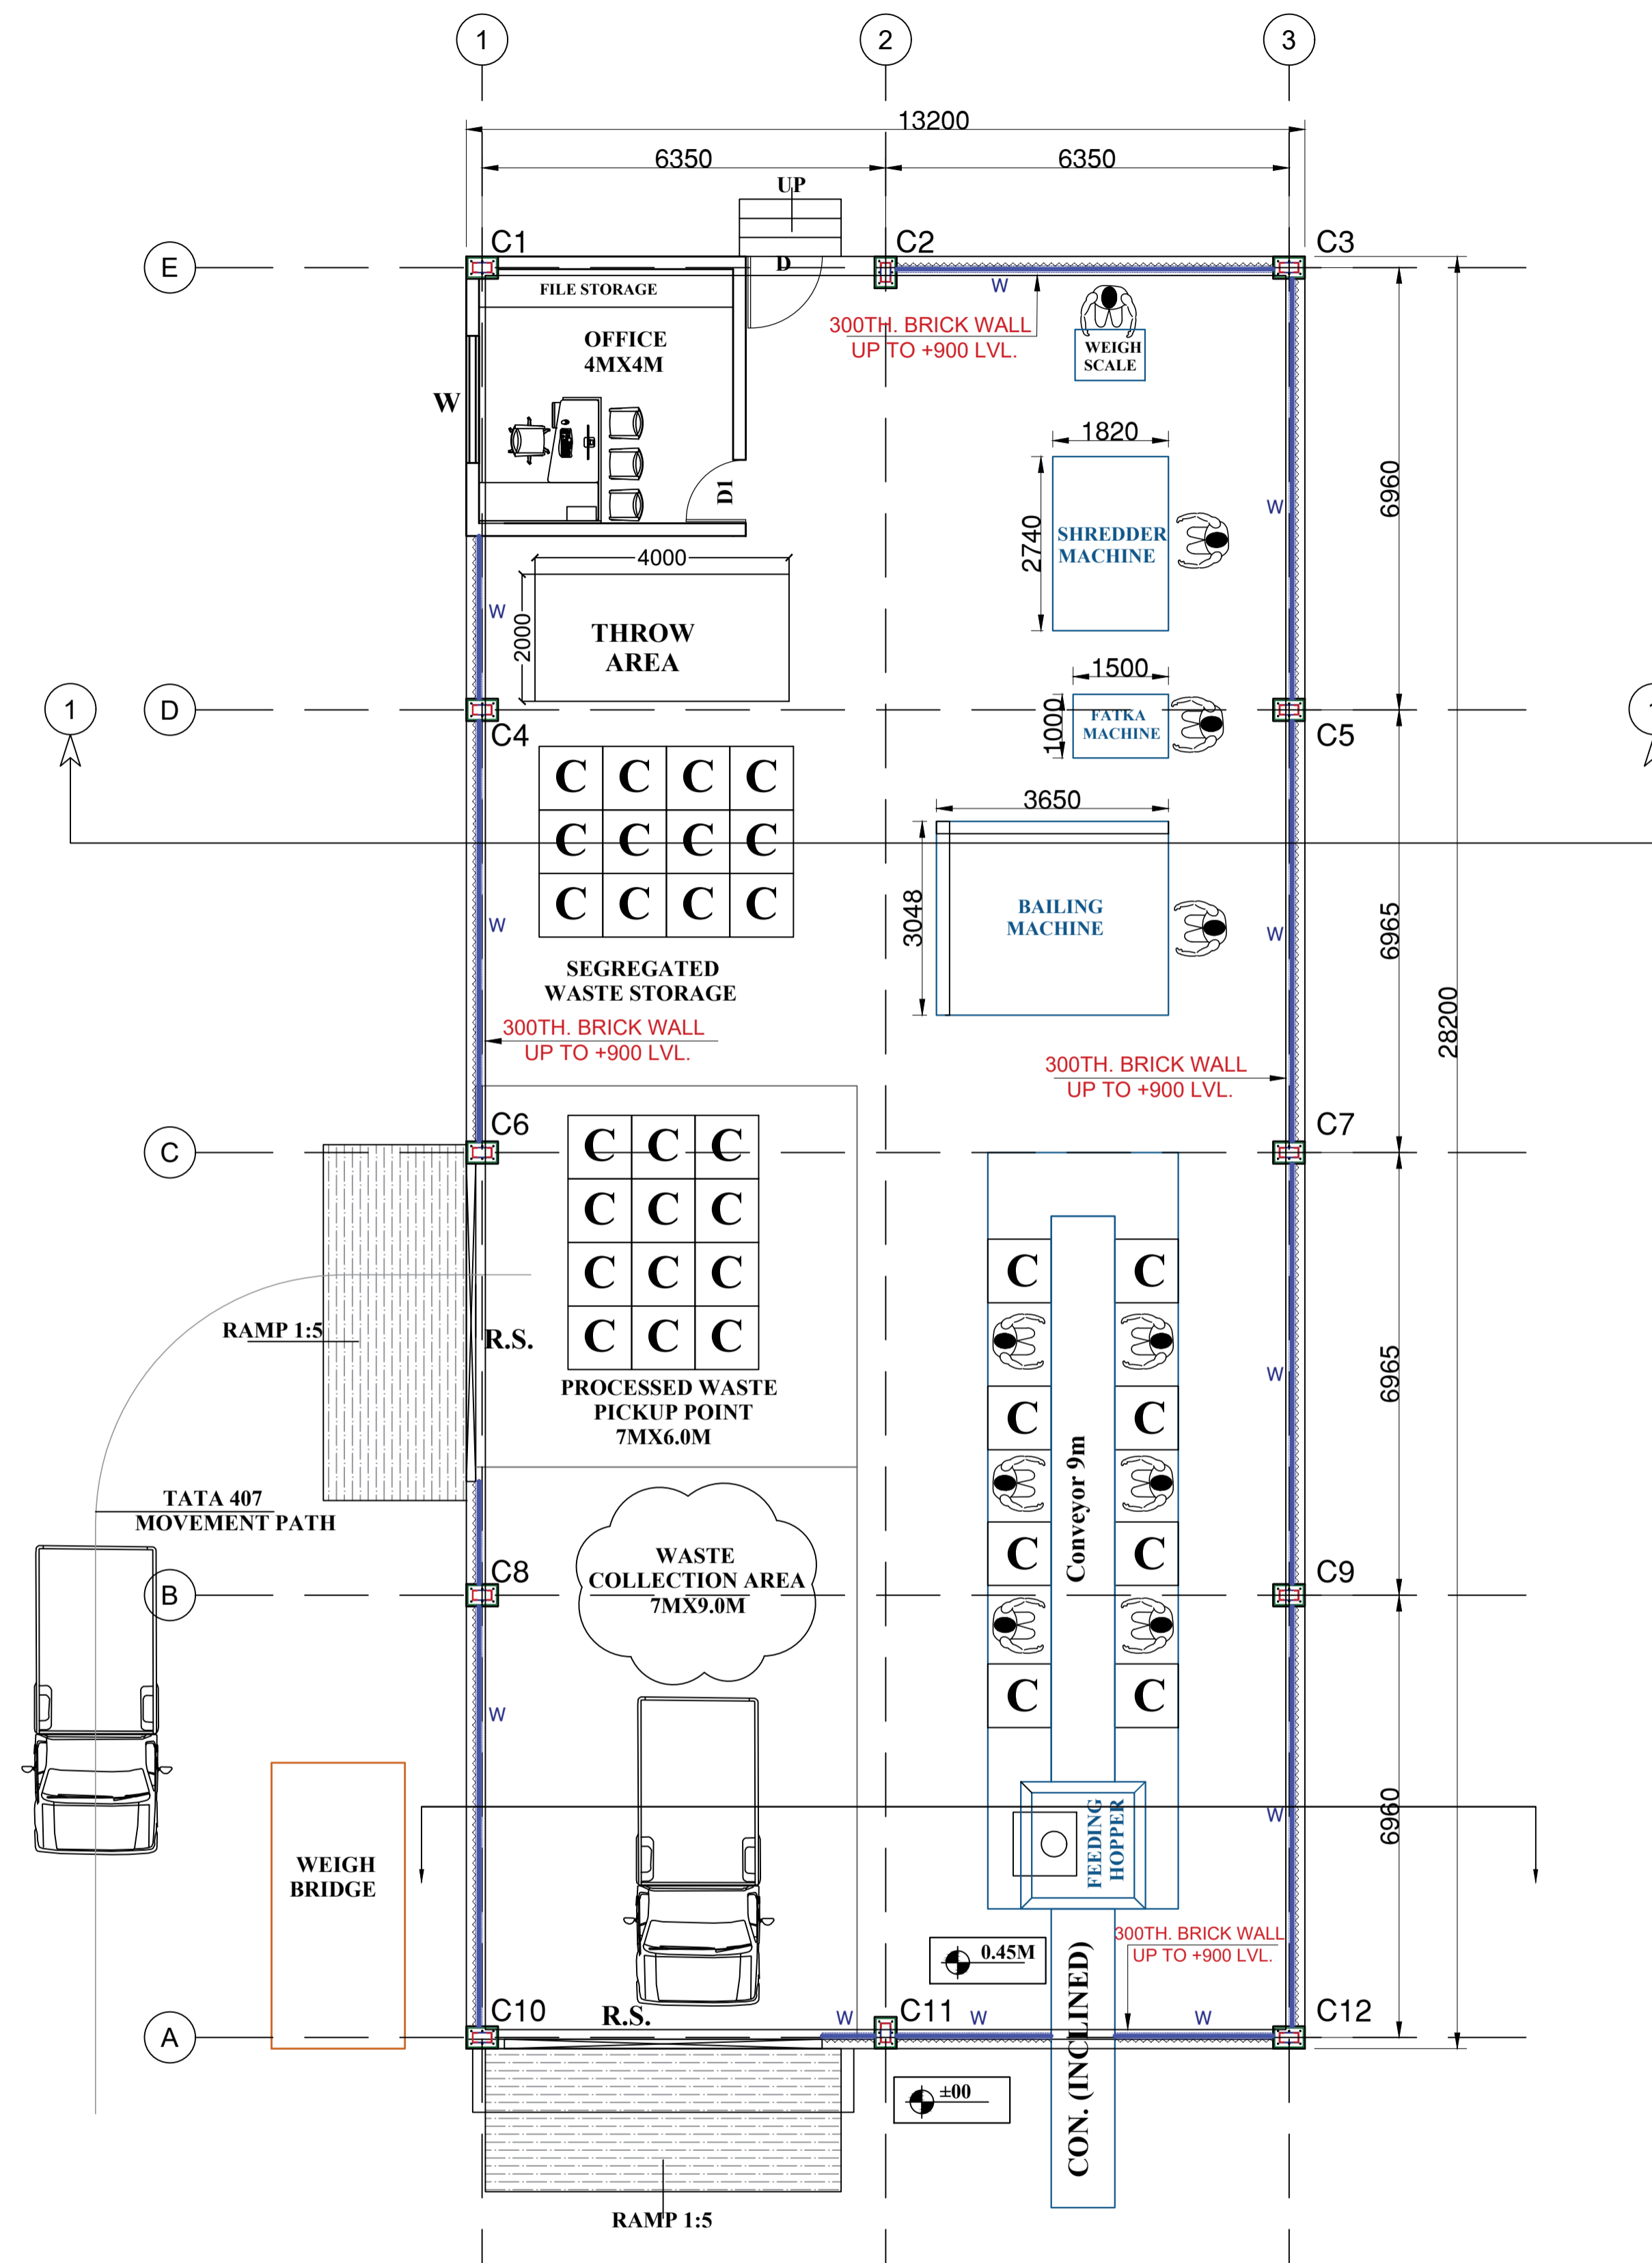 1
2
3
13200
6350
6350
UP
C1
C2
C3
E
D
FILE STORAGE
W
OFFICE
4MX4M
300TH. BRICK WALL
UP TO +900 LVL.
WEIGH
SCALE
W
1820
D1
6960
W
2740
SHREDDER
MACHINE
4000
W
2000
THROW
AREA
1500
1
D
1
1000
FATKA
MACHINE
C4
C5
C C C C
C C C C
C C C C
3650
W
3048
BAILING
MACHINE
W
6965
SEGREGATED
WASTE STORAGE
28200
300TH. BRICK WALL
UP TO +900 LVL.
300TH. BRICK WALL
UP TO +900 LVL.
C6
C7
C
C C C
C C C
C C C
C C C
C C
RAMP 1:5
R.S.
W
6965
PROCESSED WASTE
PICKUP POINT
7MX6.0M
C C
Conveyor 9m
TATA 407
MOVEMENT PATH
WASTE
COLLECTION AREA
7MX9.0M
C C
C8
C9
B
C C
W
W
6960
FEEDING
HOPPER
WEIGH
BRIDGE
300TH. BRICK WALL
UP TO +900 LVL.
0.45M
CON. (INCLINED)
C10
R.S.
W
C11
W
W
C12
A
±00
RAMP 1:5